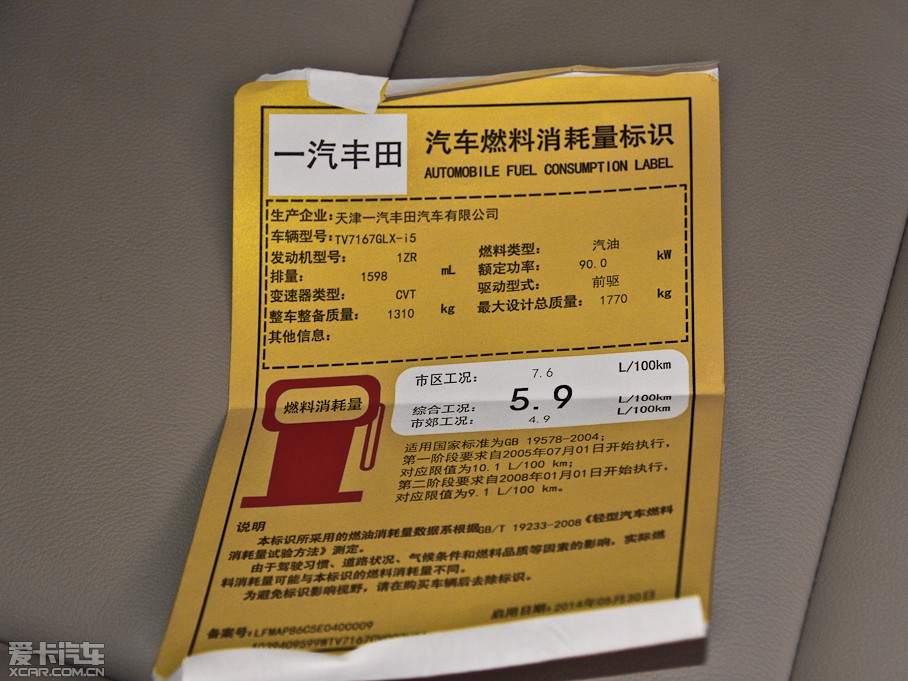 一汽丰田
汽车燃料消耗量标识
AUTOMOBILE FUEL CONSUMPTION LABEL
生产企业:天津一汽丰田汽车有限公司
车辆型号:TV7167GLX-i5
发动机型号: 1ZR 燃料类型: 汽油
排量: 1598 mL 额定功率: 90.0 kW
变速器类型: CVT 驱动型式: 前驱
整车整备质量: 1310 kg 最大设计总质量: 1770 kg
其他信息:
燃料消耗量
市区工况: 7.6 L/100km
综合工况: 5.9 L/100km
市郊工况: 4.9 L/100km
适用国家标准为GB 19578-2004;
第一阶段要求自2005年07月01日开始执行,
对应限值为10.1 L/100 km;
第二阶段要求自2008年01月01日开始执行,
对应限值为9.1 L/100 km。
说明
本标识所采用的燃油消耗量数据系根据GB/T 19233-2008《轻型汽车燃料
消耗量试验方法》测定。
由于驾驶习惯、道路状况、气候条件和燃料品质等因素的影响,实际燃
料消耗量可能与本标识的燃料消耗量不同。
为避免标识影响视野,请在购买车辆后去除标识。
备案号:LFMAP86C5E0400009 启用日期:2014年05月30日
爱卡汽车
XCAR.COM.CN